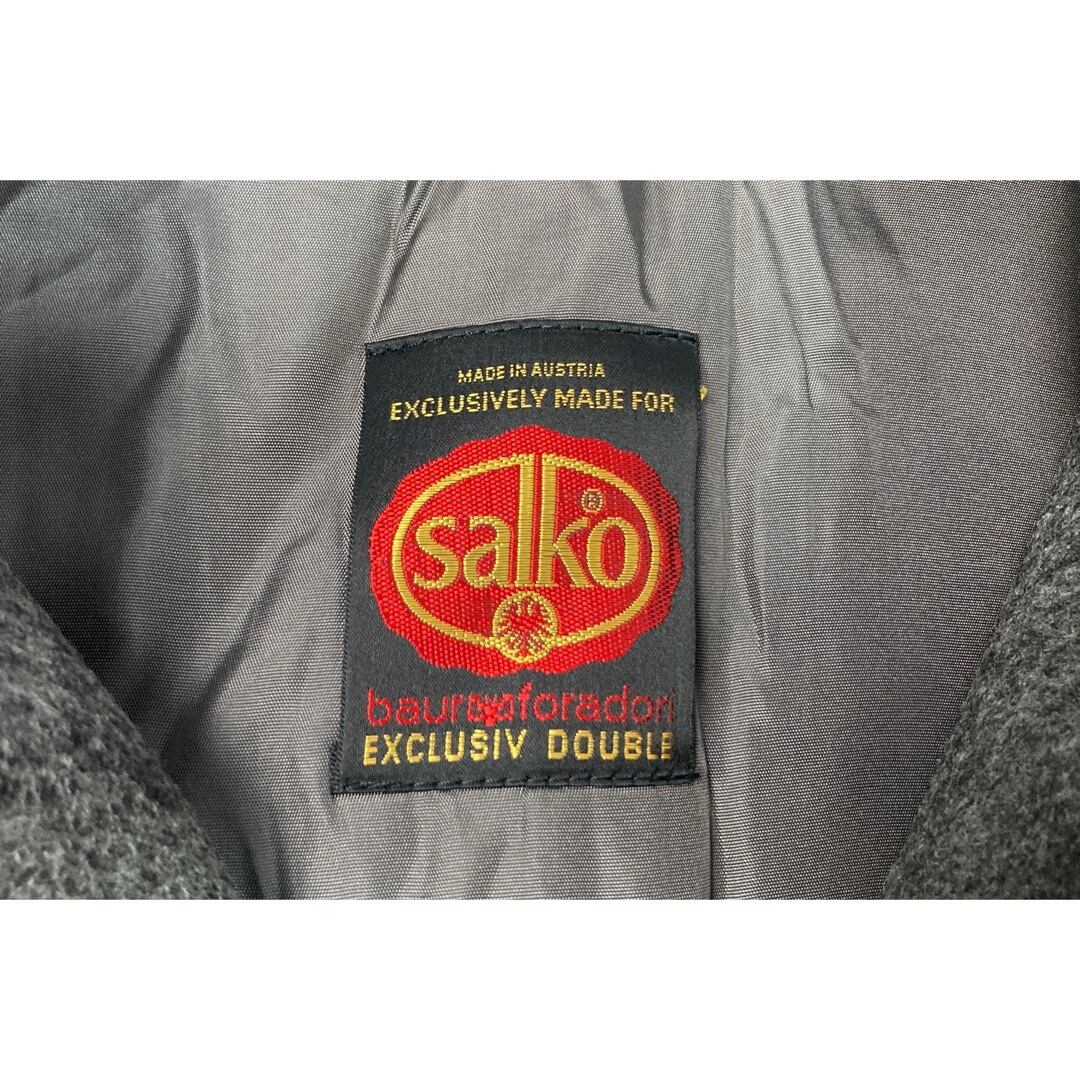 MADE IN AUSTRIA
EXCLUSIVELY MADE FOR
salko®
baur foradori
EXCLUSIV DOUBLE